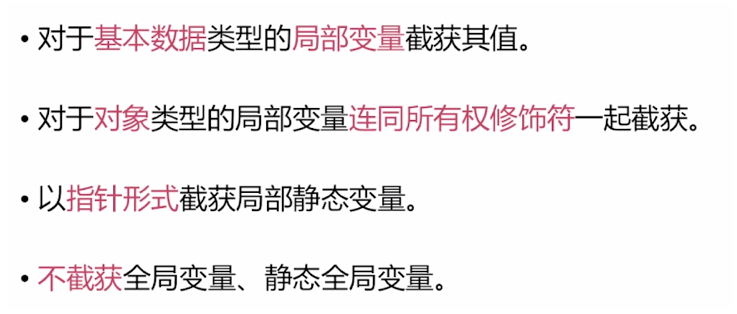 • 对于基本数据类型的局部变量截获其值。
• 对于对象类型的局部变量连同所有权修饰符一起截获。
• 以指针形式截获局部静态变量。
• 不截获全局变量、静态全局变量。